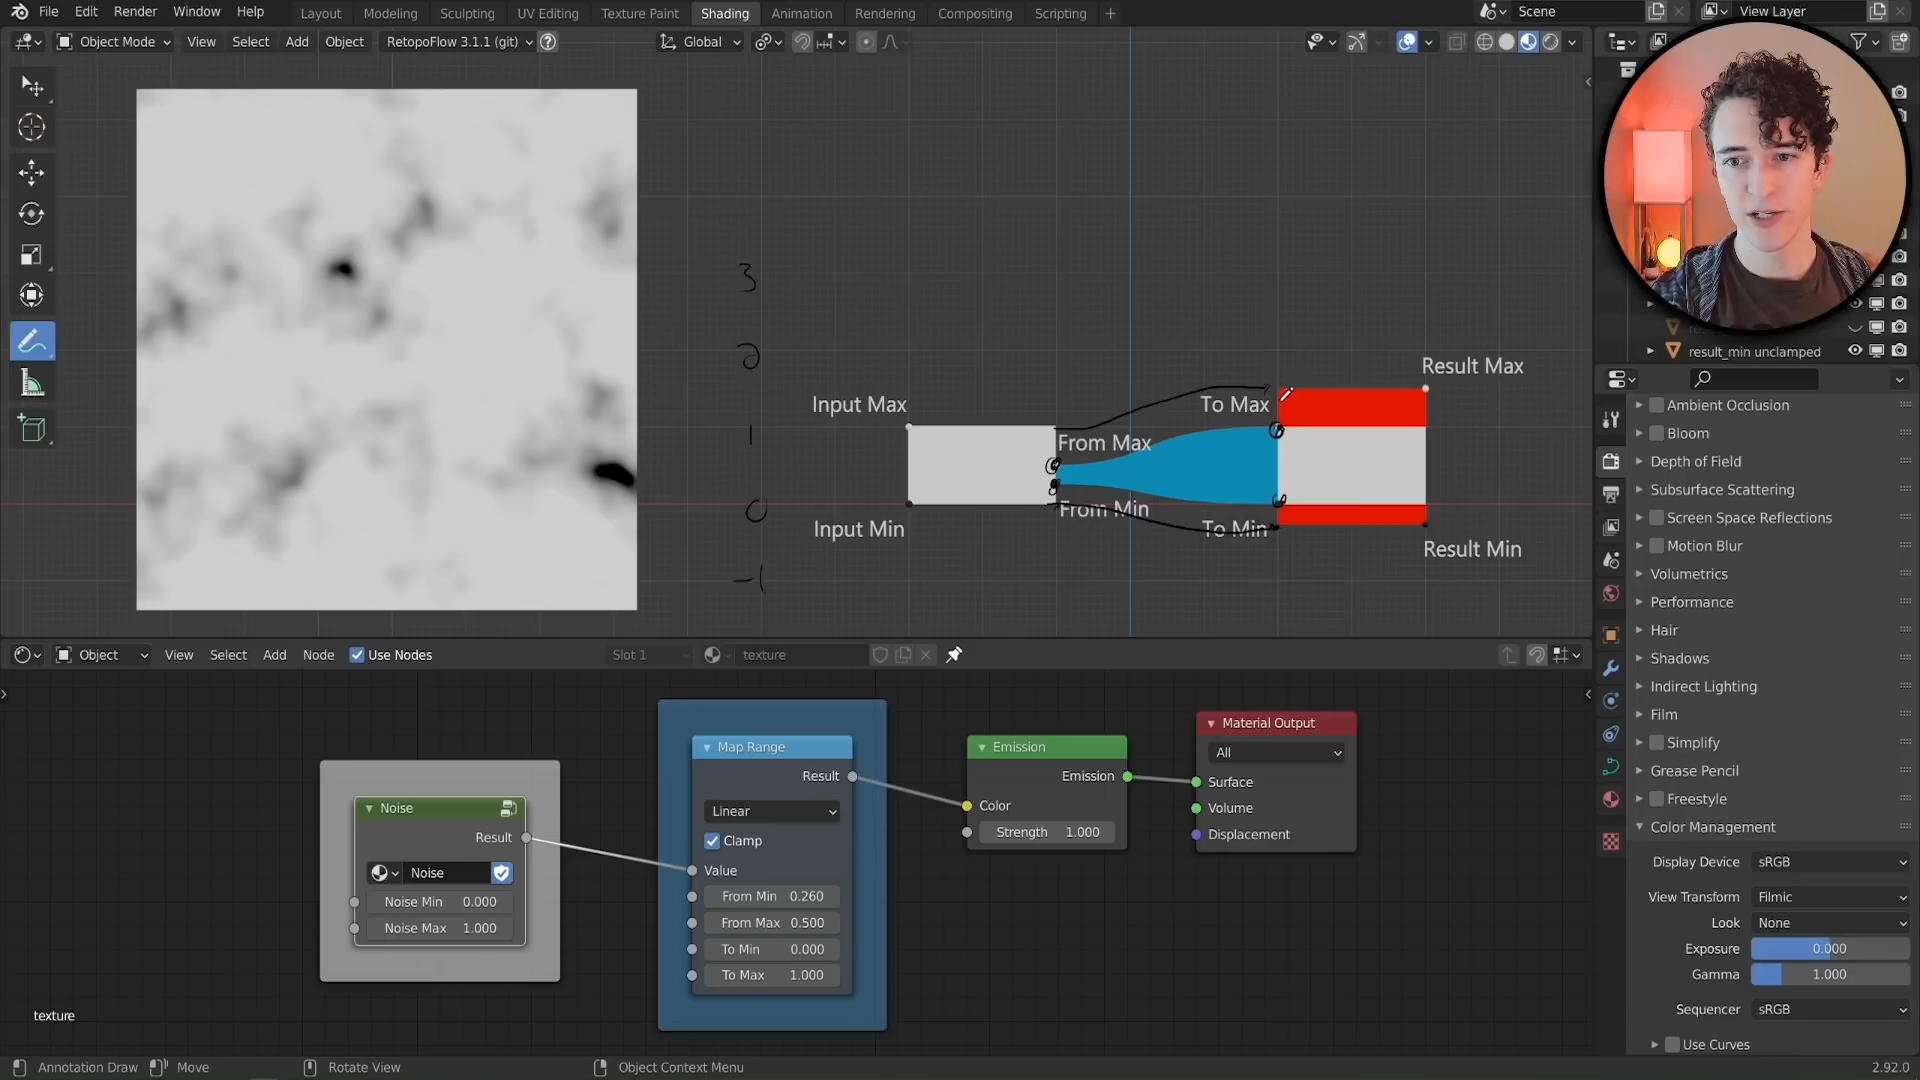 File Edit Render Window Help
Layout Modeling Sculpting UV Editing Texture Paint Shading Animation Rendering Compositing Scripting +
Scene
View Layer
Object Mode View Select Add Object RetopoFlow 3.1.1 (git)
Global
3
2
1
0
-1
Input Max
Input Min
From Max
From Min
To Max
To Min
Result Max
Result Min
result_min unclamped
Ambient Occlusion
Bloom
Depth of Field
Subsurface Scattering
Screen Space Reflections
Motion Blur
Volumetrics
Performance
Hair
Shadows
Indirect Lighting
Film
Simplify
Grease Pencil
Freestyle
Color Management
Display Device sRGB
View Transform Filmic
Look None
Exposure 0.000
Gamma 1.000
Sequencer sRGB
Use Curves
Object View Select Add Node Use Nodes Slot 1 texture
Noise
Result
Noise
Noise Min 0.000
Noise Max 1.000
Map Range
Result
Linear
Clamp
Value
From Min 0.260
From Max 0.500
To Min 0.000
To Max 1.000
Emission
Emission
Color
Strength 1.000
Material Output
All
Surface
Volume
Displacement
texture
Annotation Draw Move Rotate View Object Context Menu 2.92.0